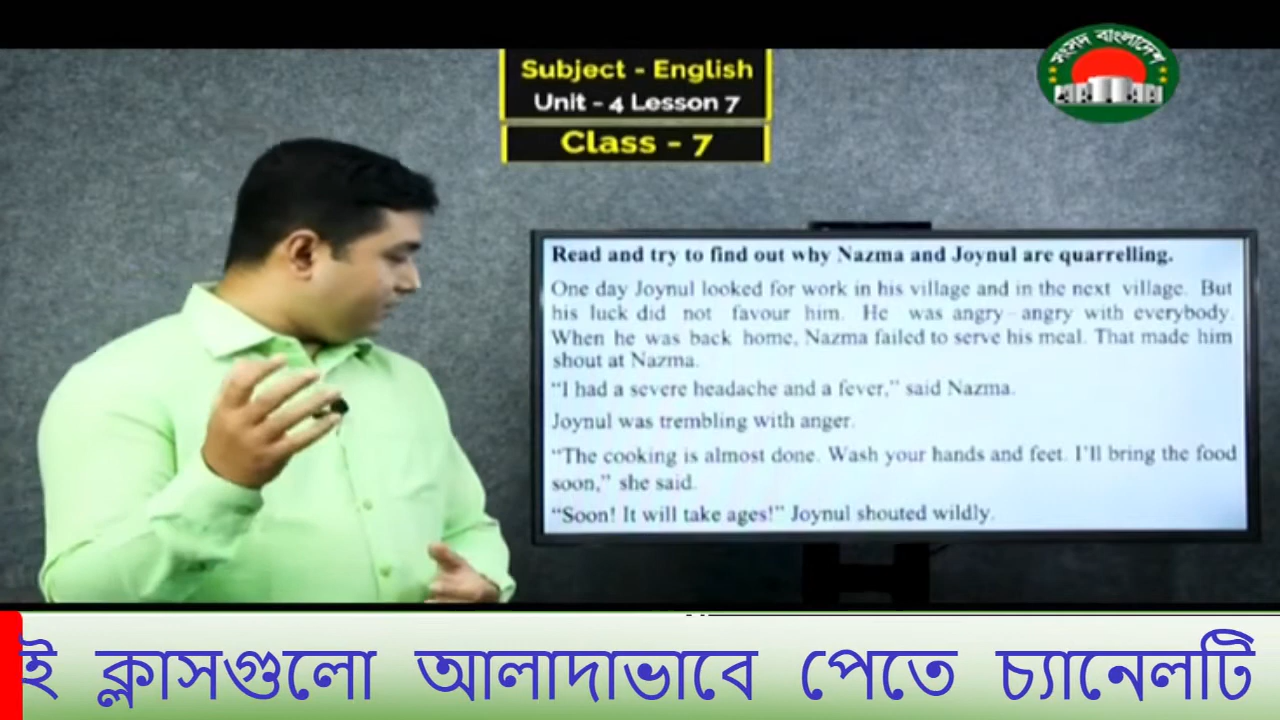 সংসদ বাংলাদেশ
Subject - English
Unit - 4 Lesson 7
Class - 7
Read and try to find out why Nazma and Joynul are quarrelling.
One day Joynul looked for work in his village and in the next village. But
his luck did not favour him. He was angry angry with everybody.
When he was back home, Nazma failed to serve his meal. That made him
shout at Nazma.
“I had a severe headache and a fever,” said Nazma.
Joynul was trembling with anger.
“The cooking is almost done. Wash your hands and feet. I’ll bring the food
soon,” she said.
“Soon! It will take ages!” Joynul shouted wildly.
ই ক্লাসগুলো আলাদাভাবে পেতে চ্যানেলটি